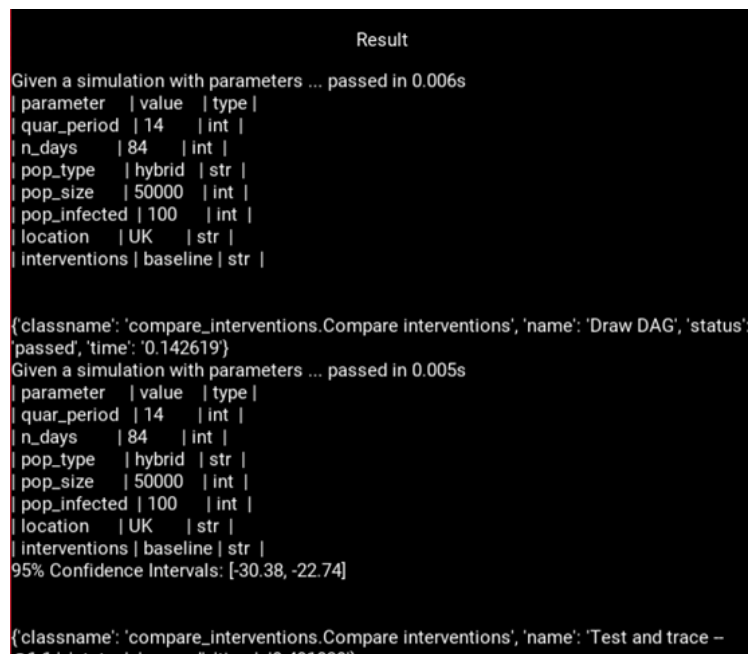 Result
Given a simulation with parameters ... passed in 0.006s
| parameter | value | type |
| quar_period | 14 | int |
| n_days | 84 | int |
| pop_type | hybrid | str |
| pop_size | 50000 | int |
| pop_infected | 100 | int |
| location | UK | str |
| interventions | baseline | str |
{'classname': 'compare_interventions.Compare interventions', 'name': 'Draw DAG', 'status':
'passed', 'time': '0.142619'}
Given a simulation with parameters ... passed in 0.005s
| parameter | value | type |
| quar_period | 14 | int |
| n_days | 84 | int |
| pop_type | hybrid | str |
| pop_size | 50000 | int |
| pop_infected | 100 | int |
| location | UK | str |
| interventions | baseline | str |
95% Confidence Intervals: [-30.38, -22.74]
{'classname': 'compare_interventions.Compare interventions', 'name': 'Test and trace --